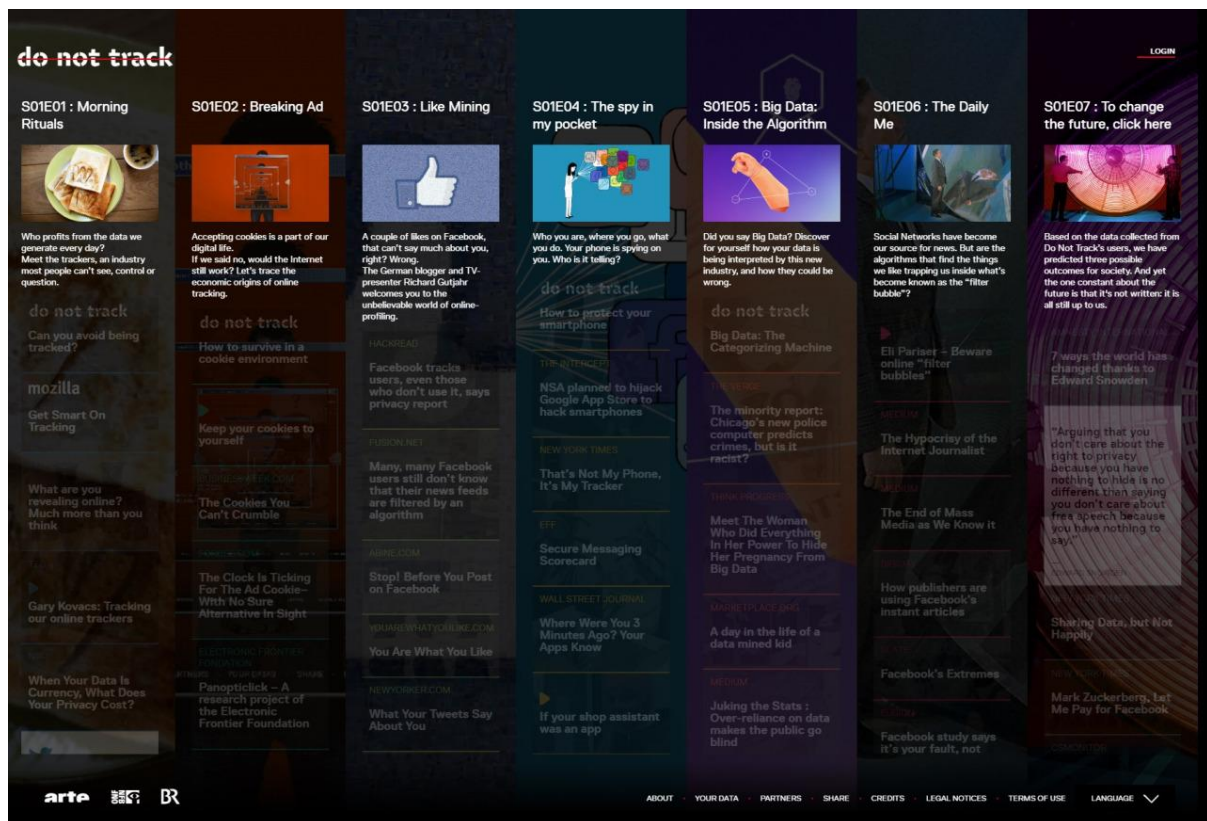 do not track
LOGIN
S01E01 : Morning
Rituals
Who profits from the data we
generate every day?
Meet the trackers, an industry
most people can't see, control or
question.
do not track
Can you avoid being
tracked?
mozilla
Get Smart On
Tracking
What are you
revealing online?
Much more than you
think
Gary Kovacs: Tracking
our online trackers
When Your Data Is
Currency, What Does
Your Privacy Cost?
S01E02 : Breaking Ad
Accepting cookies is a part of our
digital life.
If we said no, would the Internet
still work? Let's trace the
economic origins of online
tracking.
do not track
How to survive in a
cookie environment
Keep your cookies to
yourself
The Cookies You
Can't Crumble
The Clock Is Ticking
For The Ad Cookie–
With No Sure
Alternative In Sight
ELECTRONIC FRONTIER
FONDATION
Panopticlick – A
research project of
the Electronic
Frontier Foundation
S01E03 : Like Mining
A couple of likes on Facebook,
that can't say much about you,
right? Wrong.
The German blogger and TV-
presenter Richard Gutjahr
welcomes you to the
unbelievable world of online-
profiling.
HACKREAD
Facebook tracks
users, even those
who don't use it, says
privacy report
FUSION.NET
Many, many Facebook
users still don't know
that their news feeds
are filtered by an
algorithm
ABINE.COM
Stop! Before You Post
on Facebook
YOUAREWHATYOULIKE.COM
You Are What You Like
NEWYORKER.COM
What Your Tweets Say
About You
S01E04 : The spy in
my pocket
Who you are, where you go, what
you do. Your phone is spying on
you. Who is it telling?
do not track
How to protect your
smartphone
THE INTERCEPT
NSA planned to hijack
Google App Store to
hack smartphones
NEW YORK TIMES
That's Not My Phone,
It's My Tracker
EFF
Secure Messaging
Scorecard
WALL STREET JOURNAL
Where Were You 3
Minutes Ago? Your
Apps Know
If your shop assistant
was an app
S01E05 : Big Data:
Inside the Algorithm
Did you say Big Data? Discover
for yourself how your data is
being interpreted by this new
industry, and how they could be
wrong.
do not track
Big Data: The
Categorizing Machine
THE VERGE
The minority report:
Chicago's new police
computer predicts
crimes, but is it
racist?
THINK PROGRESS
Meet The Woman
Who Did Everything
In Her Power To Hide
Her Pregnancy From
Big Data
MARKETPLACE.ORG
A day in the life of a
data mined kid
MEDIUM
Juking the Stats :
Over-reliance on data
makes the public go
blind
S01E06 : The Daily
Me
Social Networks have become
our source for news. But are the
algorithms that find the things
we like trapping us inside what's
become known as the “filter
bubble”?
Eli Pariser – Beware
online “filter
bubbles”
MEDIUM
The Hypocrisy of the
Internet Journalist
MEDIUM
The End of Mass
Media as We Know it
How publishers are
using Facebook's
instant articles
Facebook's Extremes
Facebook study says
it's your fault, not
S01E07 : To change
the future, click here
Based on the data collected from
Do Not Track's users, we have
predicted three possible
outcomes for society. And yet
the one constant about the
future is that it's not written: it is
all still up to us.
7 ways the world has
changed thanks to
Edward Snowden
“Arguing that you
don't care about the
right to privacy
because you have
nothing to hide is no
different than saying
you don't care about
free speech because
you have nothing to
say.”
Sharing Data, but Not
Happily
NEW YORK TIMES
Mark Zuckerberg, Let
Me Pay for Facebook
CSMONITOR
arte
BR
ABOUT
YOUR DATA
PARTNERS
SHARE
CREDITS
LEGAL NOTICES
TERMS OF USE
LANGUAGE